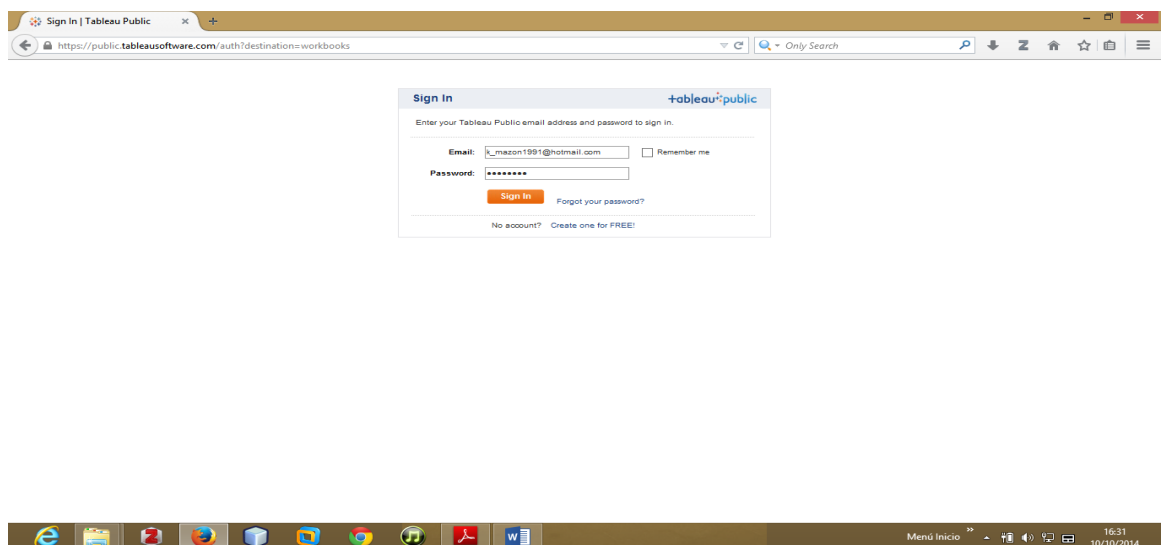 Sign In | Tableau Public
https://public.tableausoftware.com/auth?destination=workbooks
Only Search
Sign In
+ableau public
Enter your Tableau Public email address and password to sign in.
Email: k_mazon1991@hotmail.com Remember me
Password: ••••••••
Sign In Forgot your password?
No account? Create one for FREE!
Menú Inicio
16:31
10/10/2014